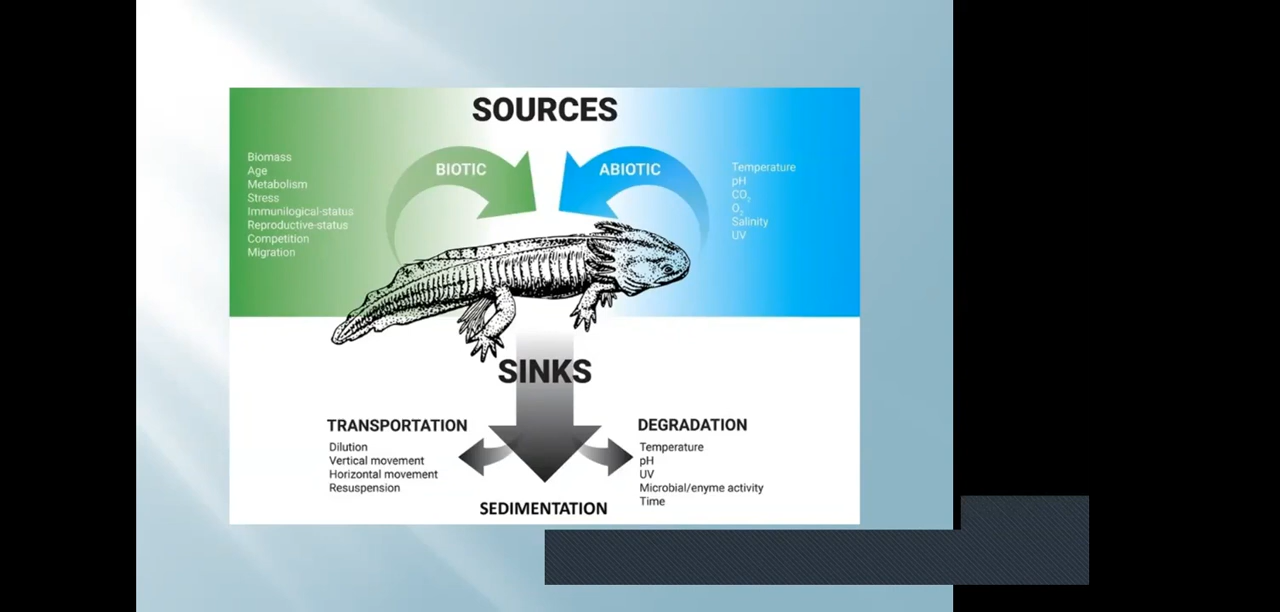 SOURCES
BIOTIC
ABIOTIC
Biomass
Age
Metabolism
Stress
Immunilogical-status
Reproductive-status
Competition
Migration
Temperature
pH
CO₂
O₂
Salinity
UV
SINKS
TRANSPORTATION
Dilution
Vertical movement
Horizontal movement
Resuspension
DEGRADATION
Temperature
pH
UV
Microbial/enyme activity
Time
SEDIMENTATION